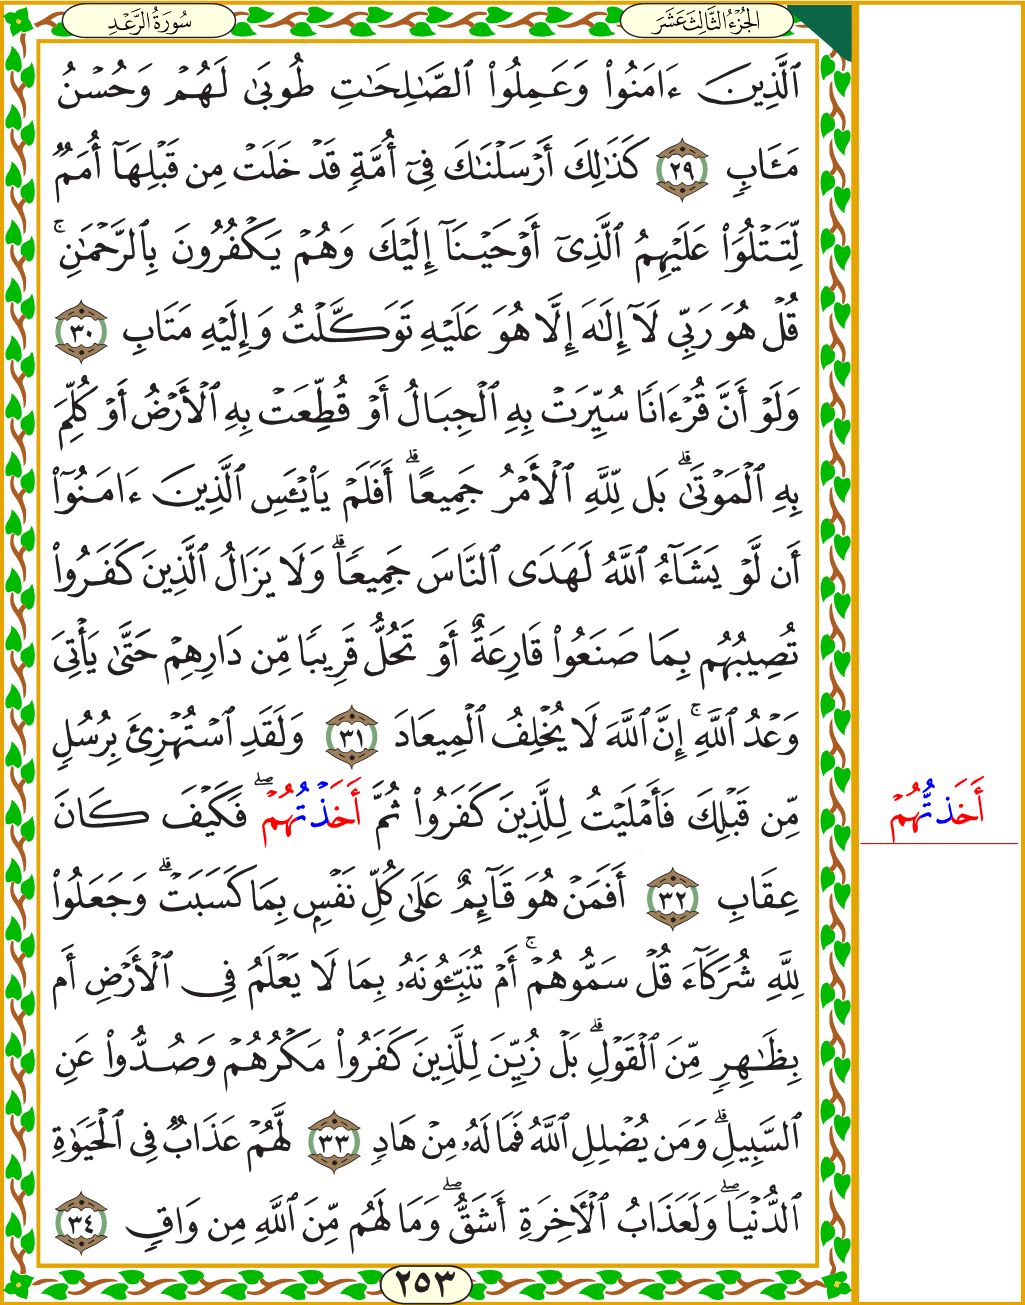 سُورَةُ الرَّعْدِ
الجُزْءُ الثَّالِثَ عَشَرَ
ٱلَّذِينَ ءَامَنُوا۟ وَعَمِلُوا۟ ٱلصَّـٰلِحَـٰتِ طُوبَىٰ لَهُمْ وَحُسْنُ
مَـَٔابٍ ٢٩ كَذَٰلِكَ أَرْسَلْنَـٰكَ فِىٓ أُمَّةٍ قَدْ خَلَتْ مِن قَبْلِهَآ أُمَمٌ
لِّتَتْلُوَا۟ عَلَيْهِمُ ٱلَّذِىٓ أَوْحَيْنَآ إِلَيْكَ وَهُمْ يَكْفُرُونَ بِٱلرَّحْمَـٰنِ ۚ
قُلْ هُوَ رَبِّى لَآ إِلَـٰهَ إِلَّا هُوَ عَلَيْهِ تَوَكَّلْتُ وَإِلَيْهِ مَتَابِ ٣٠
وَلَوْ أَنَّ قُرْءَانًا سُيِّرَتْ بِهِ ٱلْجِبَالُ أَوْ قُطِّعَتْ بِهِ ٱلْأَرْضُ أَوْ كُلِّمَ
بِهِ ٱلْمَوْتَىٰ ۗ بَل لِّلَّهِ ٱلْأَمْرُ جَمِيعًا ۗ أَفَلَمْ يَا۟يْـَٔسِ ٱلَّذِينَ ءَامَنُوٓا۟
أَن لَّوْ يَشَآءُ ٱللَّهُ لَهَدَى ٱلنَّاسَ جَمِيعًا ۗ وَلَا يَزَالُ ٱلَّذِينَ كَفَرُوا۟
تُصِيبُهُم بِمَا صَنَعُوا۟ قَارِعَةٌ أَوْ تَحُلُّ قَرِيبًا مِّن دَارِهِمْ حَتَّىٰ يَأْتِىَ
وَعْدُ ٱللَّهِ ۚ إِنَّ ٱللَّهَ لَا يُخْلِفُ ٱلْمِيعَادَ ٣١ وَلَقَدِ ٱسْتُهْزِئَ بِرُسُلٍ
مِّن قَبْلِكَ فَأَمْلَيْتُ لِلَّذِينَ كَفَرُوا۟ ثُمَّ أَخَذْتُهُمْ ۖ فَكَيْفَ كَانَ
أَخَذتُّهُمْ
عِقَابِ ٣٢ أَفَمَنْ هُوَ قَآئِمٌ عَلَىٰ كُلِّ نَفْسٍۭ بِمَا كَسَبَتْ ۗ وَجَعَلُوا۟
لِلَّهِ شُرَكَآءَ قُلْ سَمُّوهُمْ ۚ أَمْ تُنَبِّـُٔونَهُۥ بِمَا لَا يَعْلَمُ فِى ٱلْأَرْضِ أَم
بِظَـٰهِرٍ مِّنَ ٱلْقَوْلِ ۗ بَلْ زُيِّنَ لِلَّذِينَ كَفَرُوا۟ مَكْرُهُمْ وَصُدُّوا۟ عَنِ
ٱلسَّبِيلِ ۗ وَمَن يُضْلِلِ ٱللَّهُ فَمَا لَهُۥ مِنْ هَادٍ ٣٣ لَّهُمْ عَذَابٌ فِى ٱلْحَيَوٰةِ
ٱلدُّنْيَا ۖ وَلَعَذَابُ ٱلْـَٔاخِرَةِ أَشَقُّ ۖ وَمَا لَهُم مِّنَ ٱللَّهِ مِن وَاقٍ ٣٤
٢٥٣